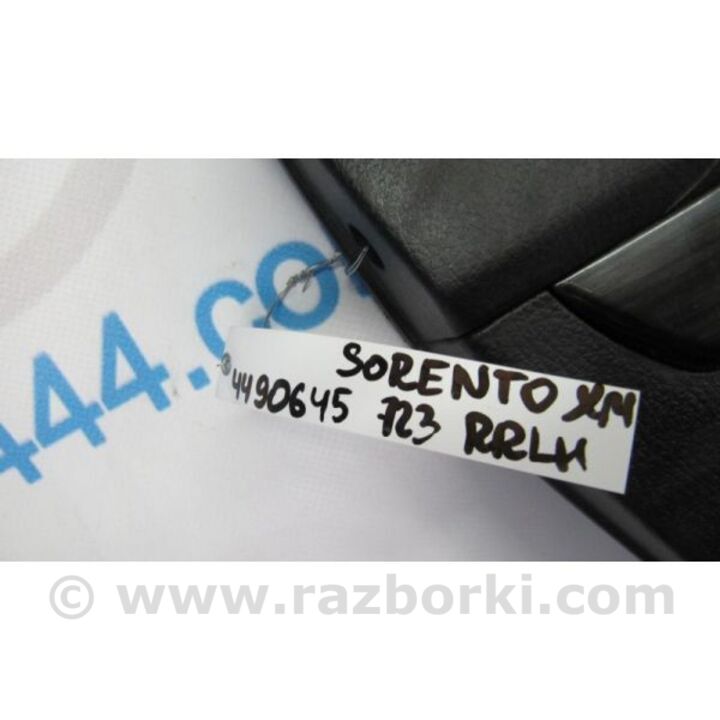 444.co
SORENTO XM
4490645 723 RRLH
© www.razborki.com